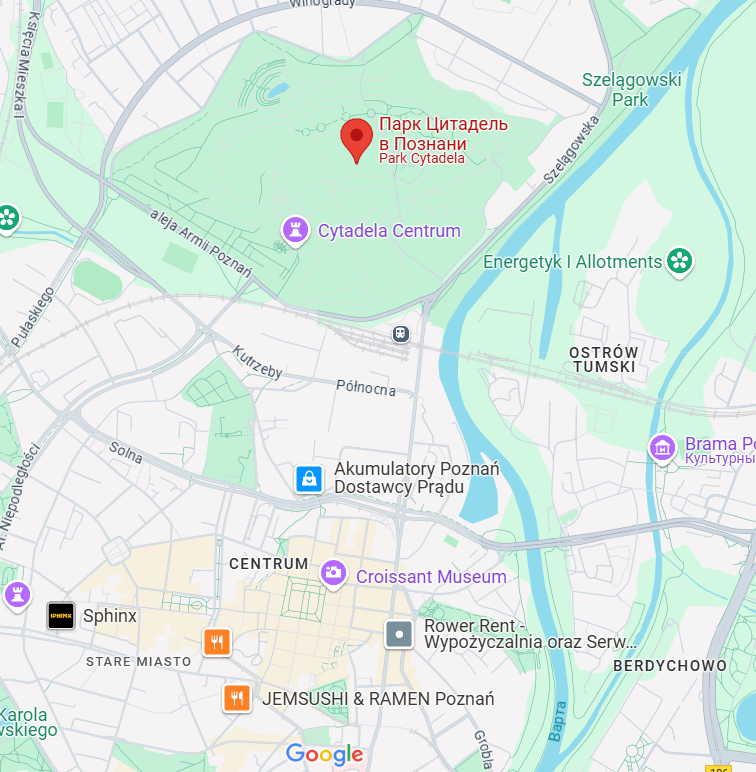 Winogrady
Księcia Mieszka I
Szelągowski
Park
Парк Цитадель
в Познани
Park Cytadela
Szelągowska
aleja Armii Poznań
Cytadela Centrum
Energetyk I Allotments
Pułaskiego
Kutrzeby
Północna
OSTRÓW
TUMSKI
Solna
Al. Niepodległości
Brama Po
Культурны
Akumulatory Poznań
Dostawcy Prądu
CENTRUM
Croissant Museum
SPHINX
Sphinx
Rower Rent -
Wypożyczalnia oraz Serw...
STARE MIASTO
BERDYCHOWO
JEMSUSHI & RAMEN Poznań
Karola
wskiego
Варта
Grobla
Google
196